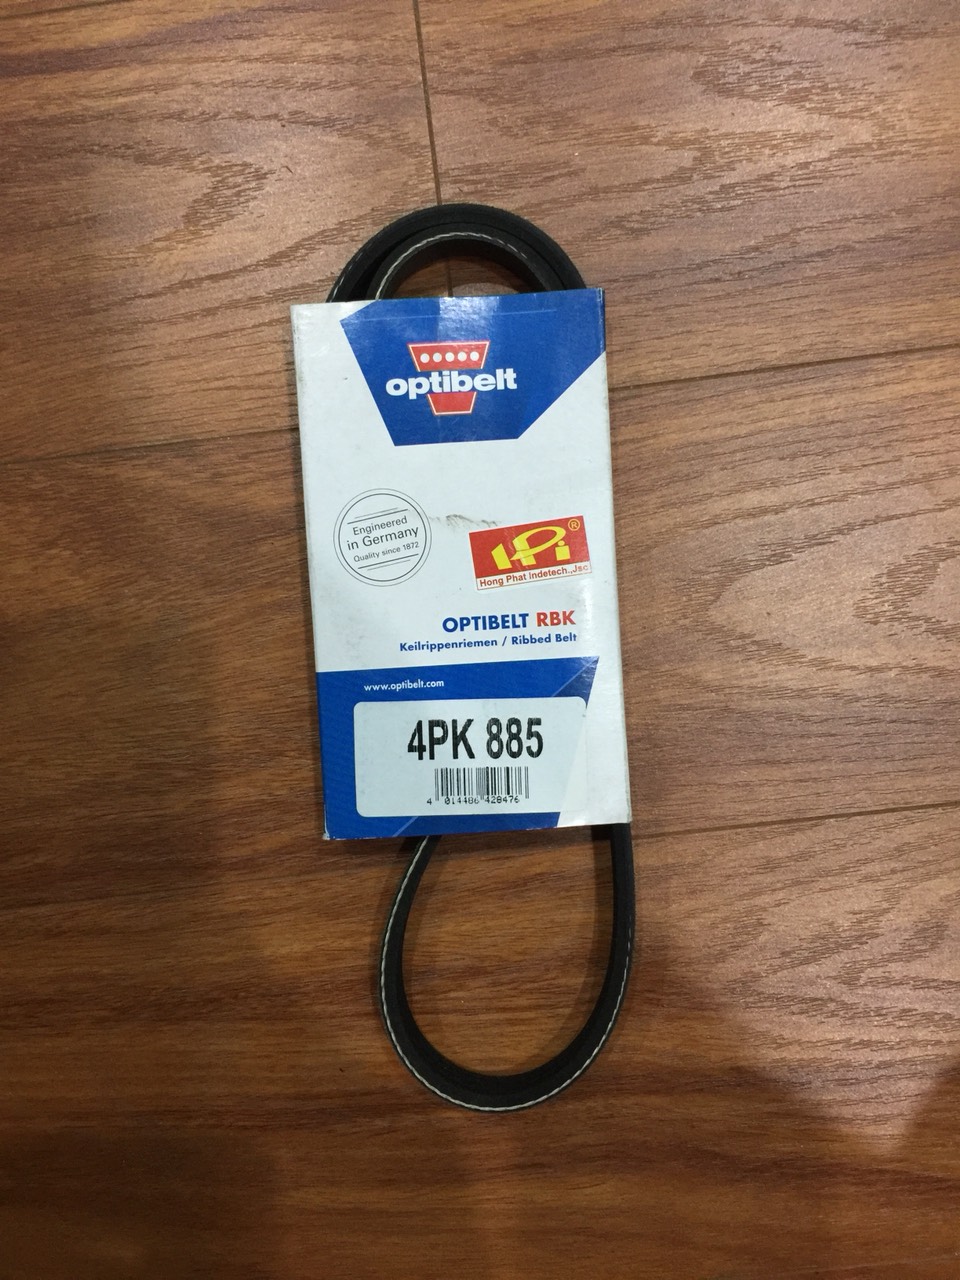 optibelt
Engineered
in Germany
Quality since 1872
HPi ®
Hong Phat Indetech.,Jsc
OPTIBELT RBK
Keilrippenriemen / Ribbed Belt
www.optibelt.com
4PK 885
4 014486 428476